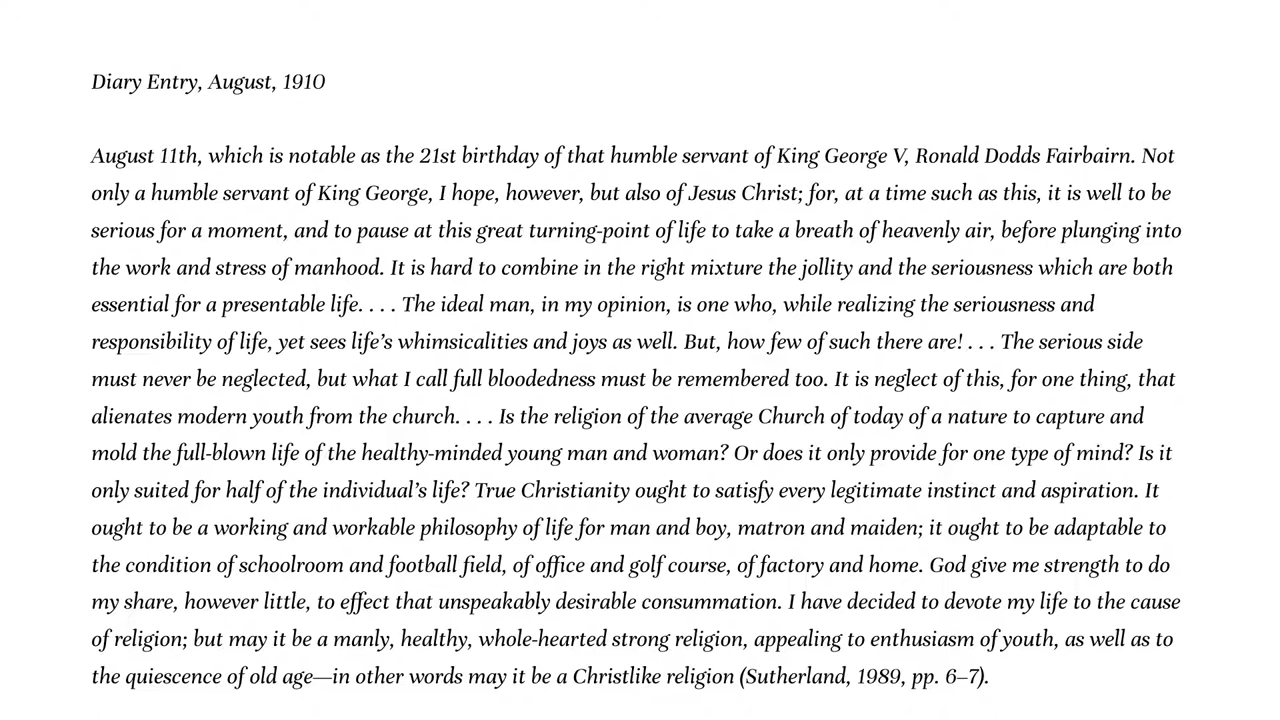 Diary Entry, August, 1910
August 11th, which is notable as the 21st birthday of that humble servant of King George V, Ronald Dodds Fairbairn. Not
only a humble servant of King George, I hope, however, but also of Jesus Christ; for, at a time such as this, it is well to be
serious for a moment, and to pause at this great turning-point of life to take a breath of heavenly air, before plunging into
the work and stress of manhood. It is hard to combine in the right mixture the jollity and the seriousness which are both
essential for a presentable life. . . . The ideal man, in my opinion, is one who, while realizing the seriousness and
responsibility of life, yet sees life’s whimsicalities and joys as well. But, how few of such there are! . . . The serious side
must never be neglected, but what I call full bloodedness must be remembered too. It is neglect of this, for one thing, that
alienates modern youth from the church. . . . Is the religion of the average Church of today of a nature to capture and
mold the full-blown life of the healthy-minded young man and woman? Or does it only provide for one type of mind? Is it
only suited for half of the individual’s life? True Christianity ought to satisfy every legitimate instinct and aspiration. It
ought to be a working and workable philosophy of life for man and boy, matron and maiden; it ought to be adaptable to
the condition of schoolroom and football field, of office and golf course, of factory and home. God give me strength to do
my share, however little, to effect that unspeakably desirable consummation. I have decided to devote my life to the cause
of religion; but may it be a manly, healthy, whole-hearted strong religion, appealing to enthusiasm of youth, as well as to
the quiescence of old age—in other words may it be a Christlike religion (Sutherland, 1989, pp. 6–7).